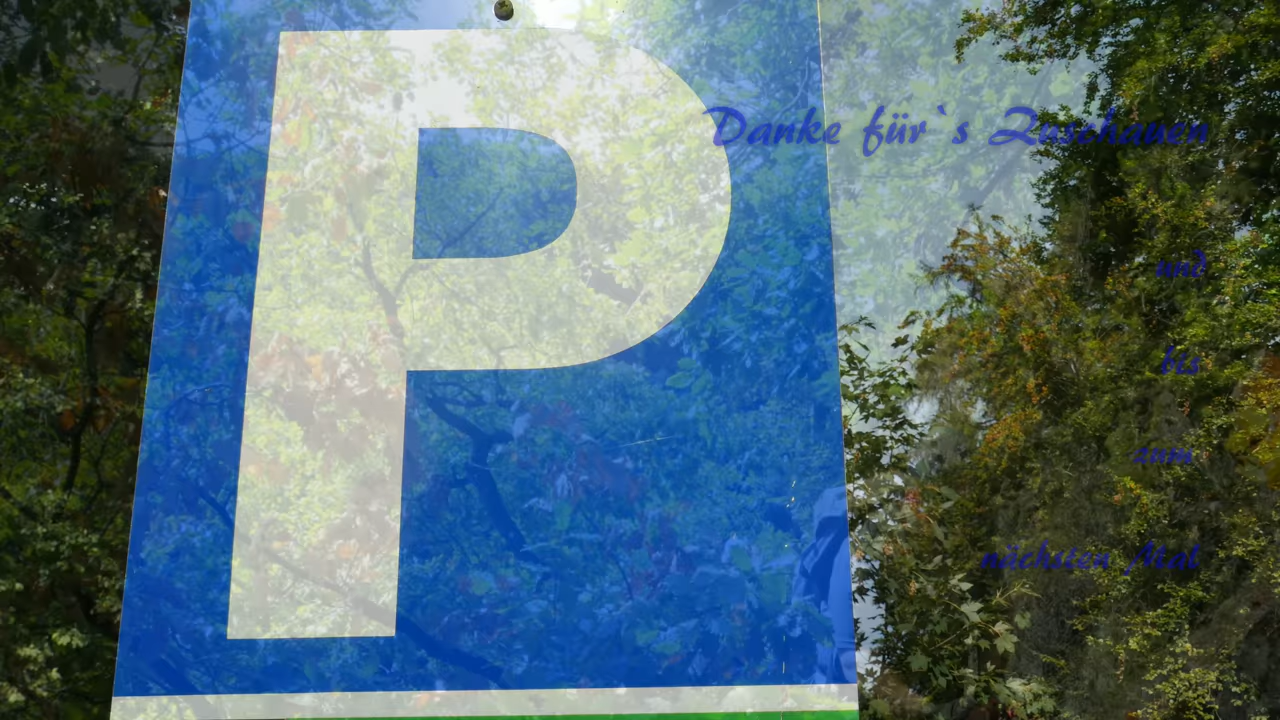 P
Danke für`s Zuschauen
und
bis
zum
nächsten Mal